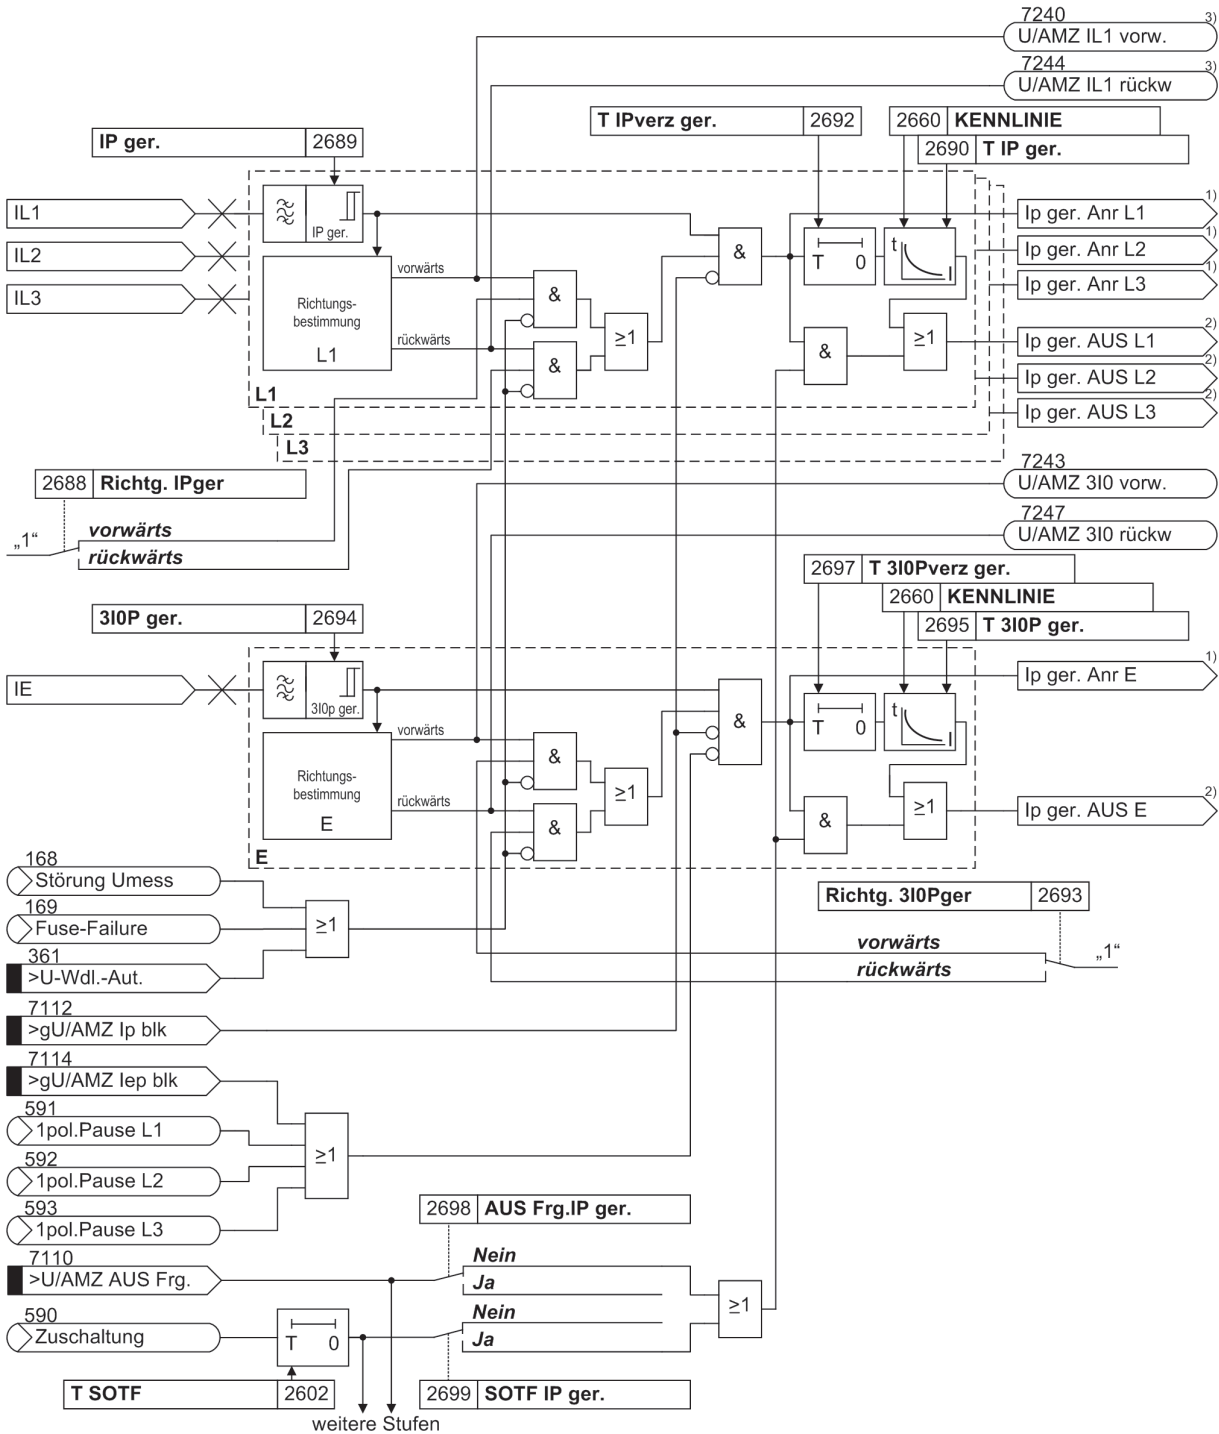 7240
3)
U/AMZ IL1 vorw.
7244
3)
U/AMZ IL1 rückw
T IPverz ger. 2692
2660 KENNLINIE
2690 T IP ger.
IP ger. 2689
IL1
IL2
IL3
IP ger.
Richtungs-
bestimmung
L1
vorwärts
rückwärts
&
&
≥1
&
T 0
t
I
&
≥1
1)
Ip ger. Anr L1
1)
Ip ger. Anr L2
1)
Ip ger. Anr L3
2)
Ip ger. AUS L1
2)
Ip ger. AUS L2
2)
Ip ger. AUS L3
L1
L2
L3
2688 Richtg. IPger
„1“
vorwärts
rückwärts
7243
U/AMZ 3I0 vorw.
7247
U/AMZ 3I0 rückw
2697 T 3I0Pverz ger.
2660 KENNLINIE
2695 T 3I0P ger.
3I0P ger. 2694
IE
3I0p ger.
Richtungs-
bestimmung
E
vorwärts
rückwärts
&
&
≥1
&
T 0
t
I
&
≥1
1)
Ip ger. Anr E
2)
Ip ger. AUS E
E
168
Störung Umess
169
Fuse-Failure
361
>U-Wdl.-Aut.
≥1
Richtg. 3I0Pger 2693
vorwärts
rückwärts
„1“
7112
>gU/AMZ Ip blk
7114
>gU/AMZ Iep blk
591
1pol.Pause L1
592
1pol.Pause L2
593
1pol.Pause L3
≥1
7110
>U/AMZ AUS Frg.
2698 AUS Frg.IP ger.
Nein
Ja
590
Zuschaltung
T 0
Nein
Ja
≥1
T SOTF 2602
2699 SOTF IP ger.
weitere Stufen